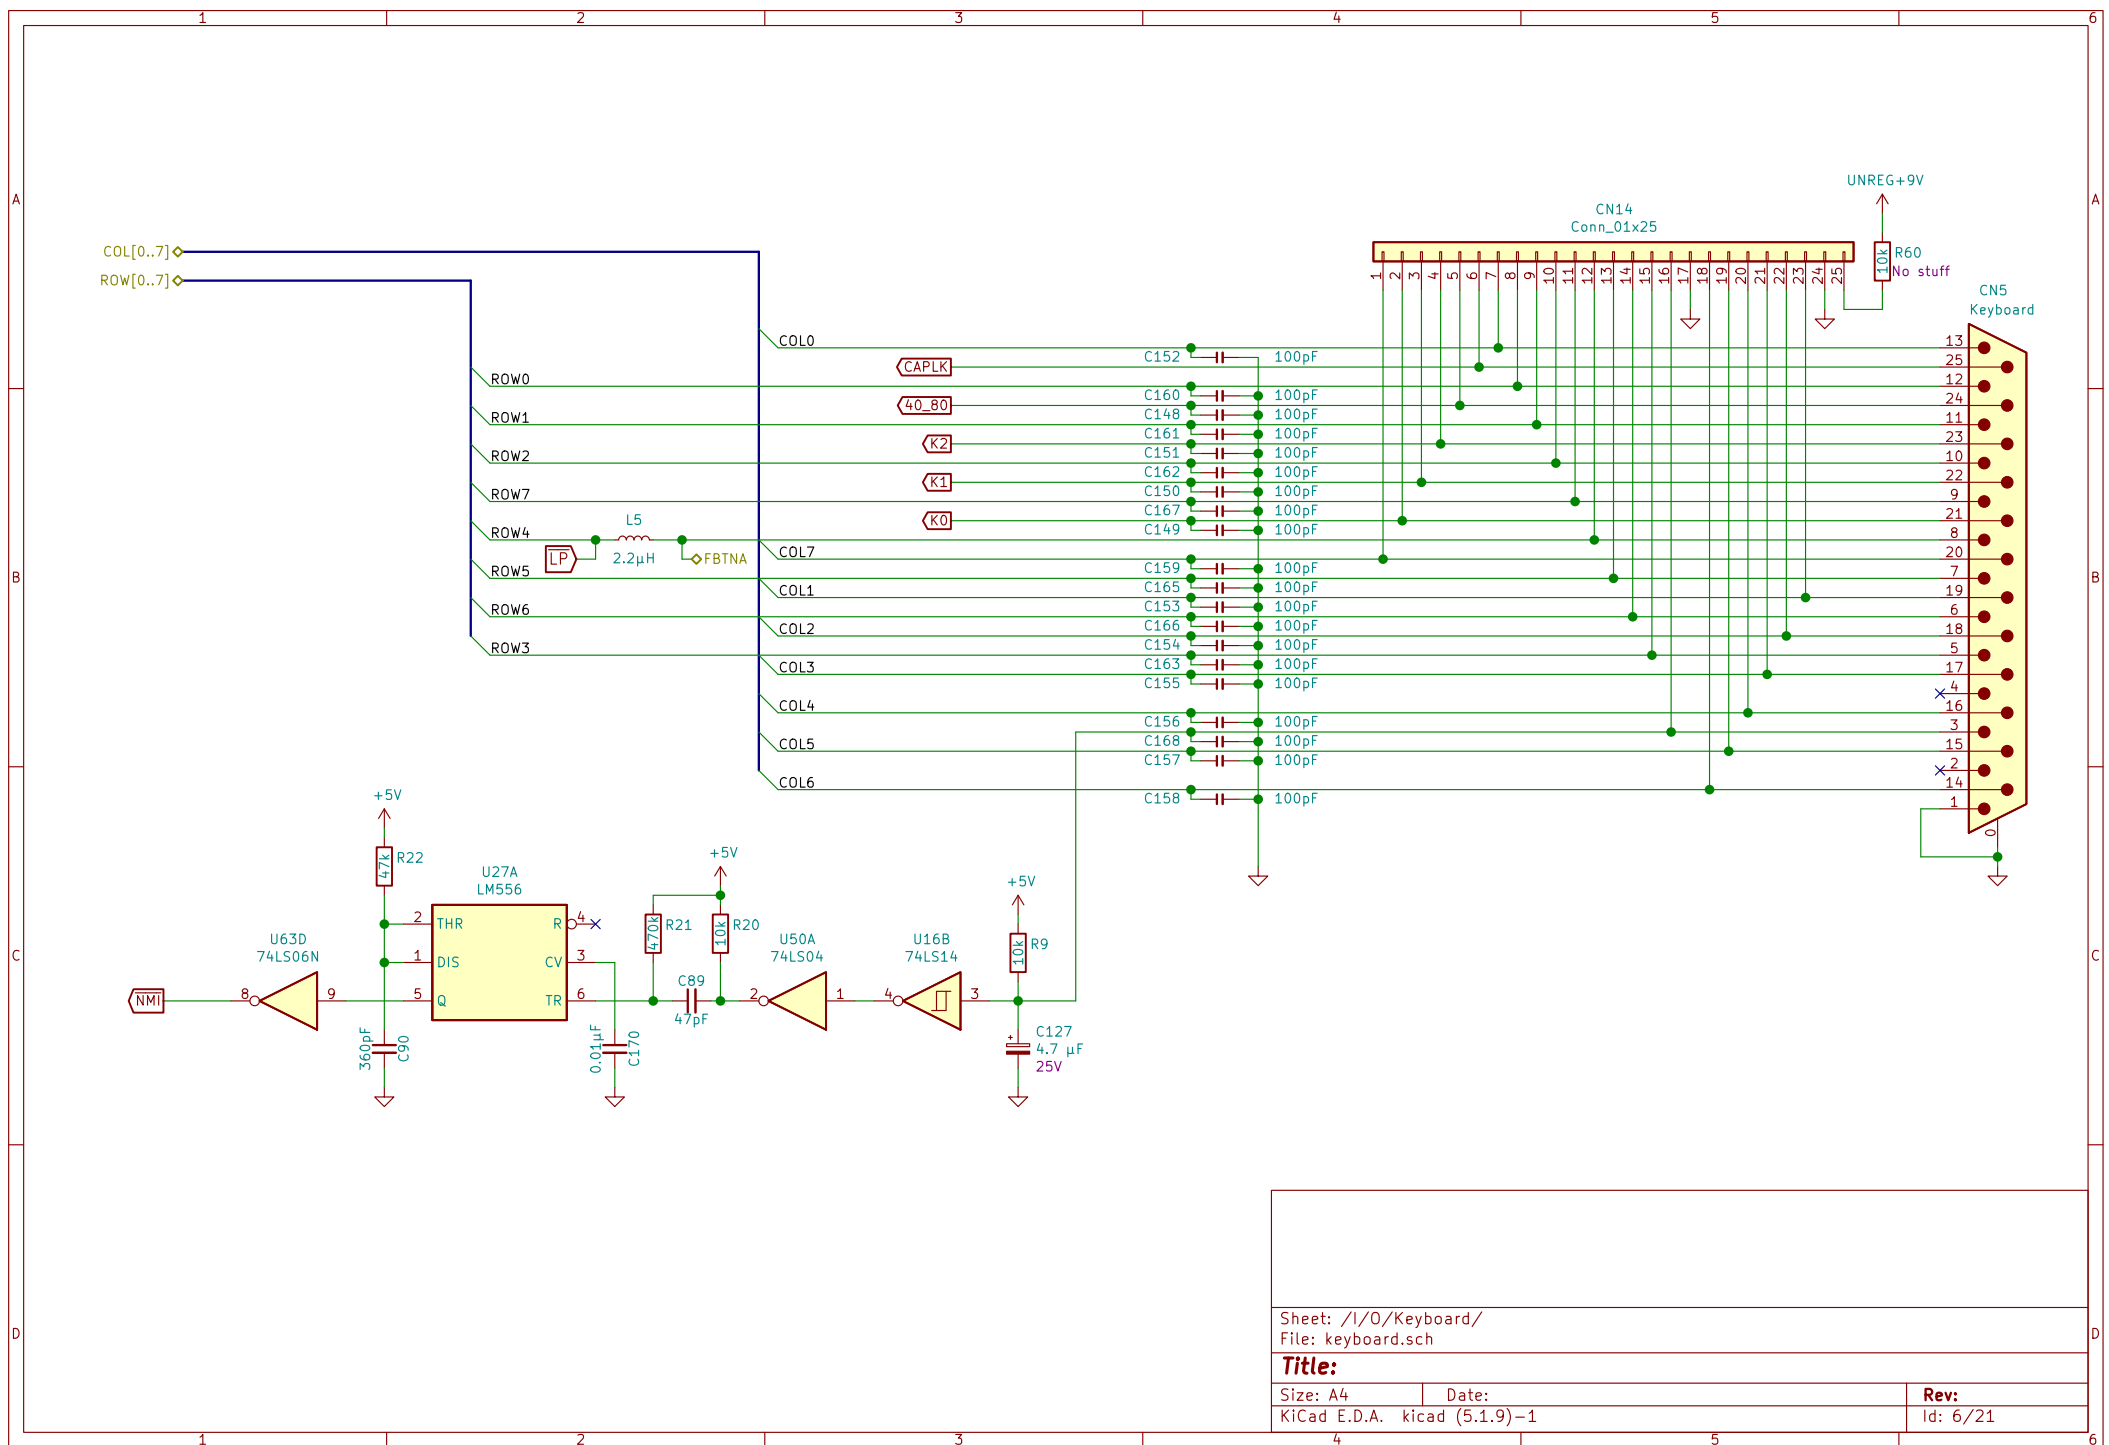 1 2 3 4 5 6
A A
UNREG+9V
CN14
Conn_01x25
COL[0..7]
ROW[0..7]
R60
10k
No stuff
1 2 3 4 5 6 7 8 9 10 11 12 13 14 15 16 17 18 19 20 21 22 23 24 25
CN5
Keyboard
COL0
13
C152 100pF
CAPLK
25
ROW0
12
C160 100pF
40_80
24
C148 100pF
ROW1
11
C161 100pF
K2
23
C151 100pF
ROW2
10
C162 100pF
K1
22
C150 100pF
ROW7
9
C167 100pF
K0
21
C149 100pF
L5
ROW4
8
LP
2.2µH
FBTNA
COL7
20
C159 100pF
B B
ROW5
7
C165 100pF
COL1
19
C153 100pF
ROW6
6
C166 100pF
COL2
18
C154 100pF
ROW3
5
C163 100pF
COL3
17
C155 100pF
4
COL4
16
C156 100pF
3
C168 100pF
COL5
15
C157 100pF
2
COL6
14
C158 100pF
1
0
+5V
R22
47k
U27A
LM556
+5V
+5V
2 THR
R 4
1 DIS
CV 3
5 Q
TR 6
R21
470k
R20
10k
U50A
74LS04
U16B
74LS14
R9
10k
C C
U63D
74LS06N
NMI
8 9
C89
47pF
2 1
4 3
360pF
C90
0.01µF
C170
C127
4.7 µF
25V
Sheet: /I/O/Keyboard/
File: keyboard.sch
D D
Title:
Size: A4 Date: Rev:
KiCad E.D.A. kicad (5.1.9)-1 Id: 6/21
1 2 3 4 5 6